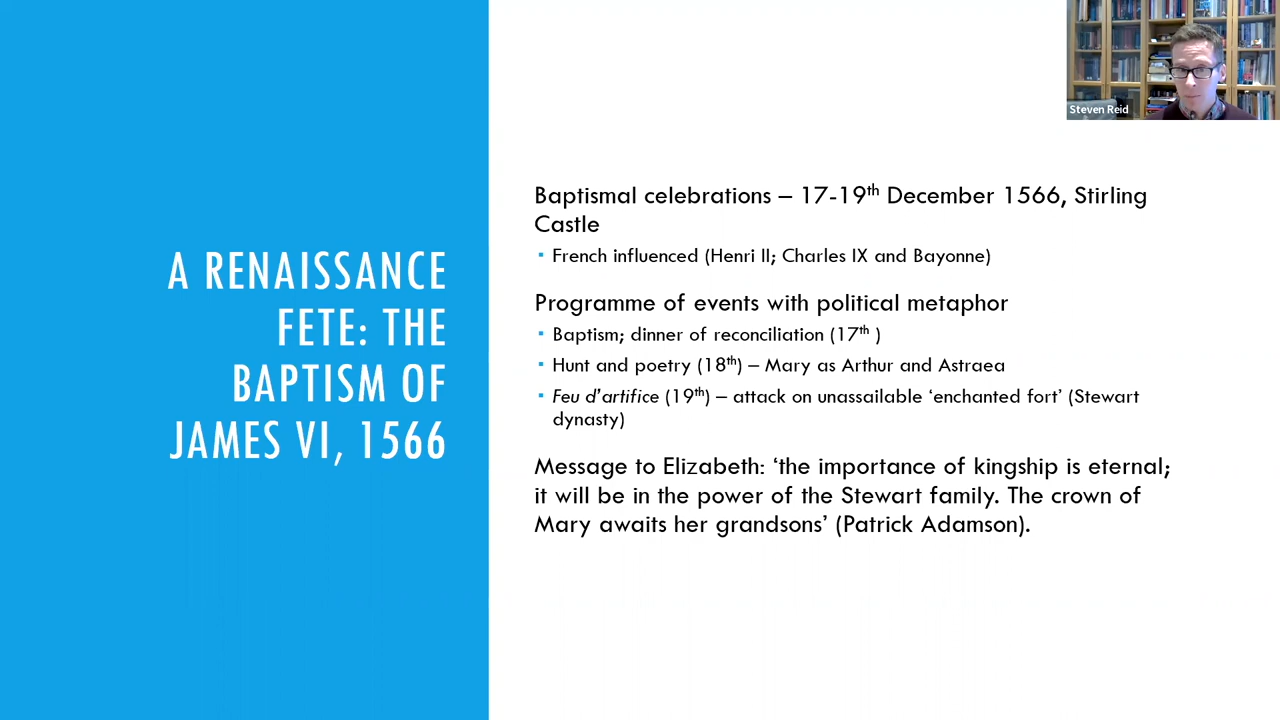 Steven Reid
A RENAISSANCE
FETE: THE
BAPTISM OF
JAMES VI, 1566
Baptismal celebrations – 17-19th December 1566, Stirling
Castle
▪ French influenced (Henri II; Charles IX and Bayonne)
Programme of events with political metaphor
▪ Baptism; dinner of reconciliation (17th )
▪ Hunt and poetry (18th) – Mary as Arthur and Astraea
▪ Feu d’artifice (19th) – attack on unassailable ‘enchanted fort’ (Stewart
dynasty)
Message to Elizabeth: ‘the importance of kingship is eternal;
it will be in the power of the Stewart family. The crown of
Mary awaits her grandsons’ (Patrick Adamson).